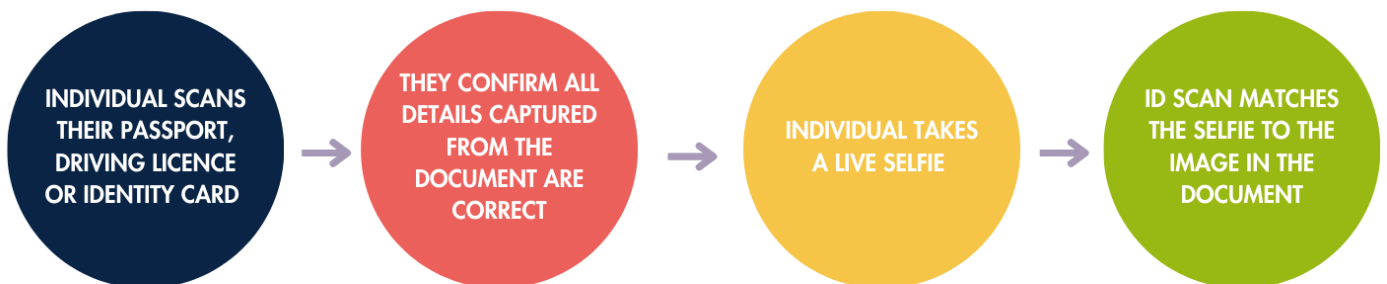 INDIVIDUAL SCANS
THEIR PASSPORT,
DRIVING LICENCE
OR IDENTITY CARD
THEY CONFIRM ALL
DETAILS CAPTURED
FROM THE
DOCUMENT ARE
CORRECT
INDIVIDUAL TAKES
A LIVE SELFIE
ID SCAN MATCHES
THE SELFIE TO THE
IMAGE IN THE
DOCUMENT